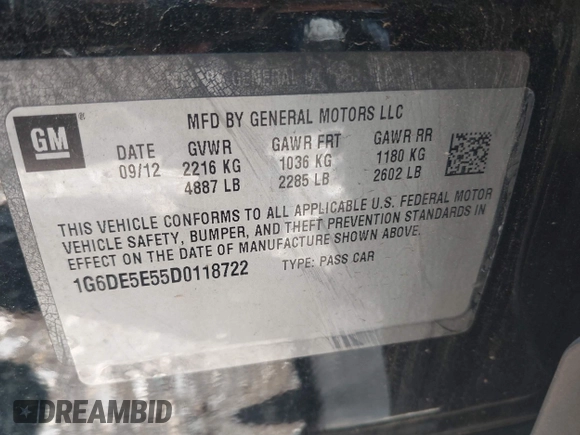 GENERAL
MFD BY GENERAL MOTORS LLC
GM®
DATE GVWR GAWR FRT GAWR RR
09/12 2216 KG 1036 KG 1180 KG
4887 LB 2285 LB 2602 LB
THIS VEHICLE CONFORMS TO ALL APPLICABLE U.S. FEDERAL MOTOR
VEHICLE SAFETY, BUMPER, AND THEFT PREVENTION STANDARDS IN
EFFECT ON THE DATE OF MANUFACTURE SHOWN ABOVE.
1G6DE5E55D0118722 TYPE: PASS CAR
DREAMBID